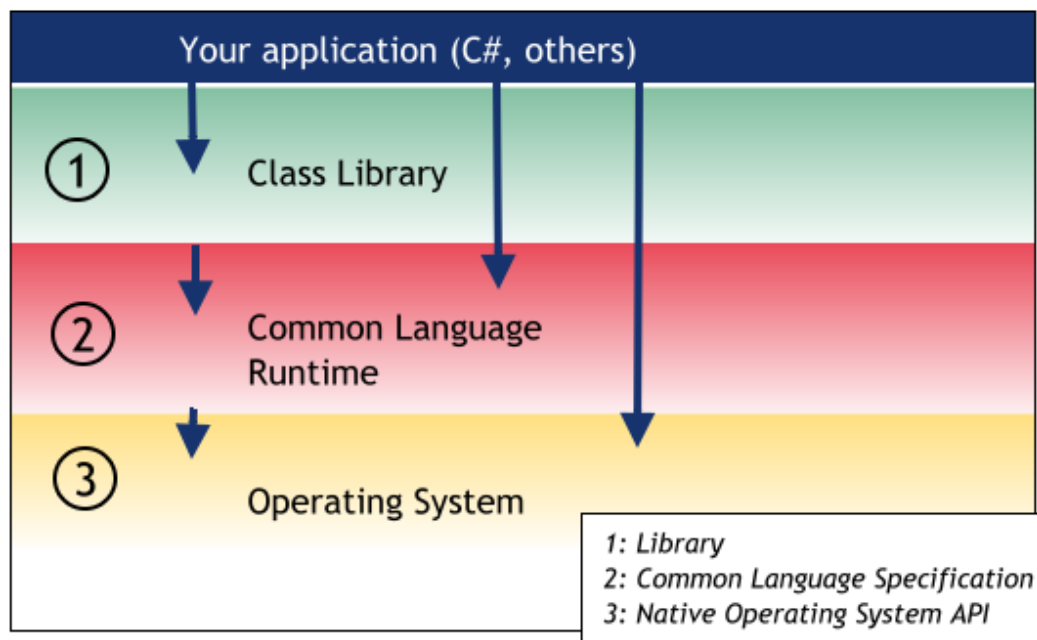 Your application (C#, others)
1
Class Library
2
Common Language
Runtime
3
Operating System
1: Library
2: Common Language Specification
3: Native Operating System API